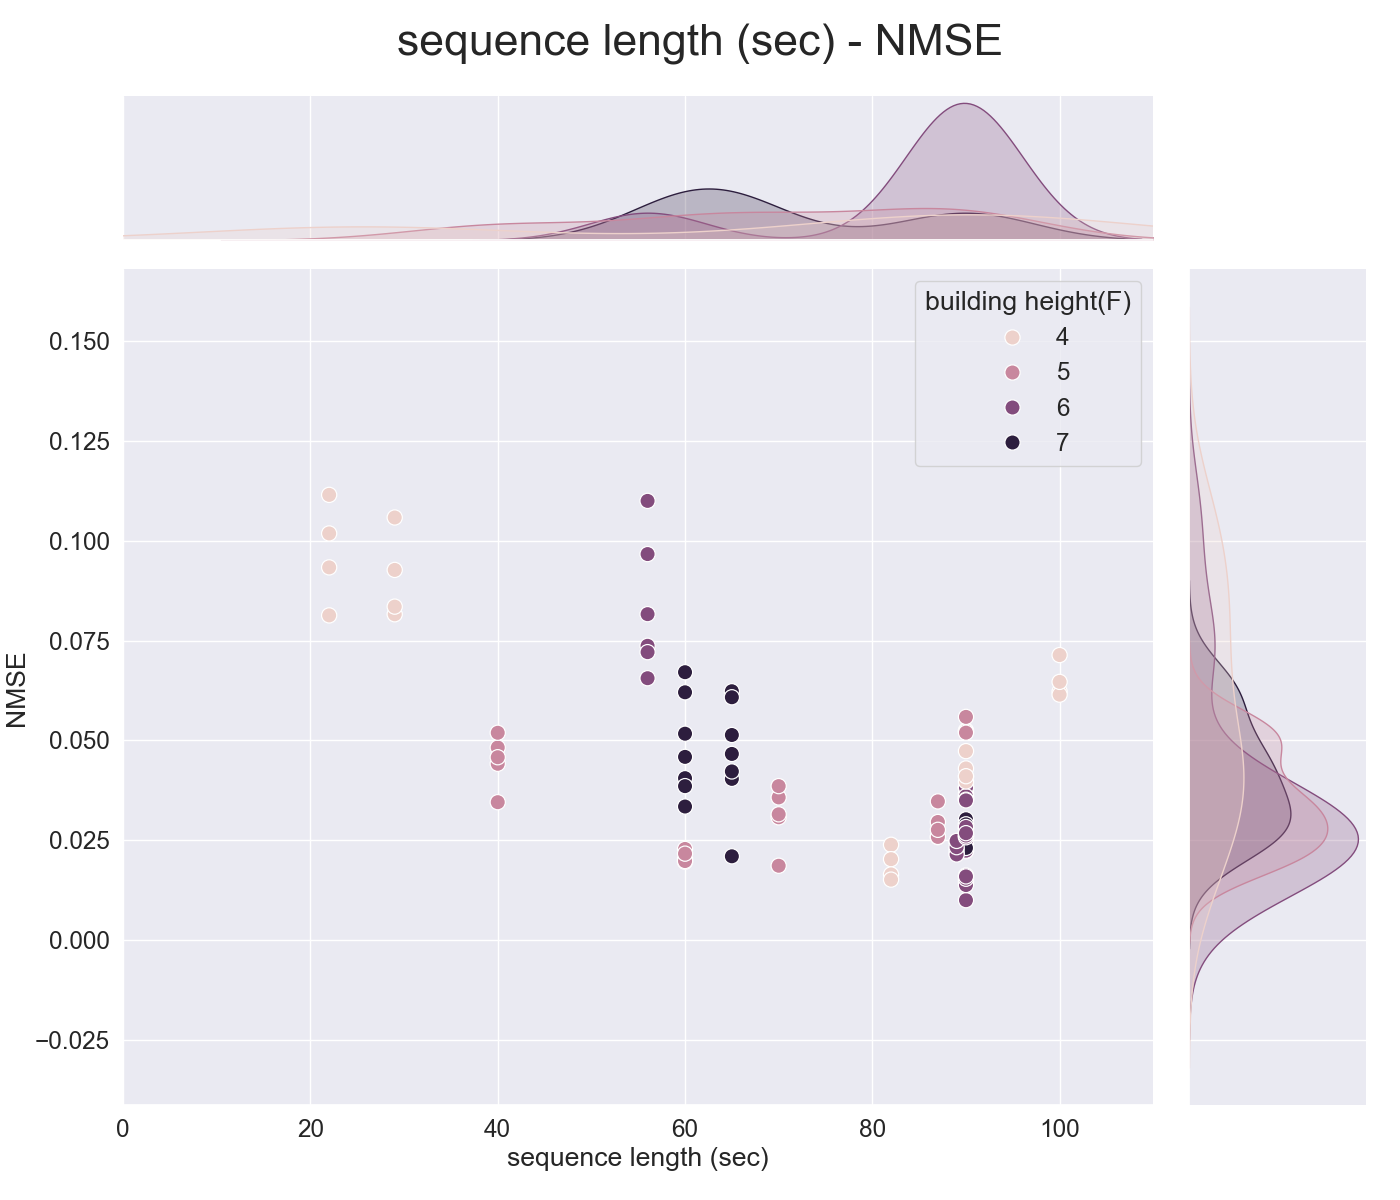 sequence length (sec) - NMSE
building height(F)
4
5
6
7
0.150
0.125
0.100
0.075
0.050
0.025
0.000
−0.025
NMSE
0 20 40 60 80 100
sequence length (sec)